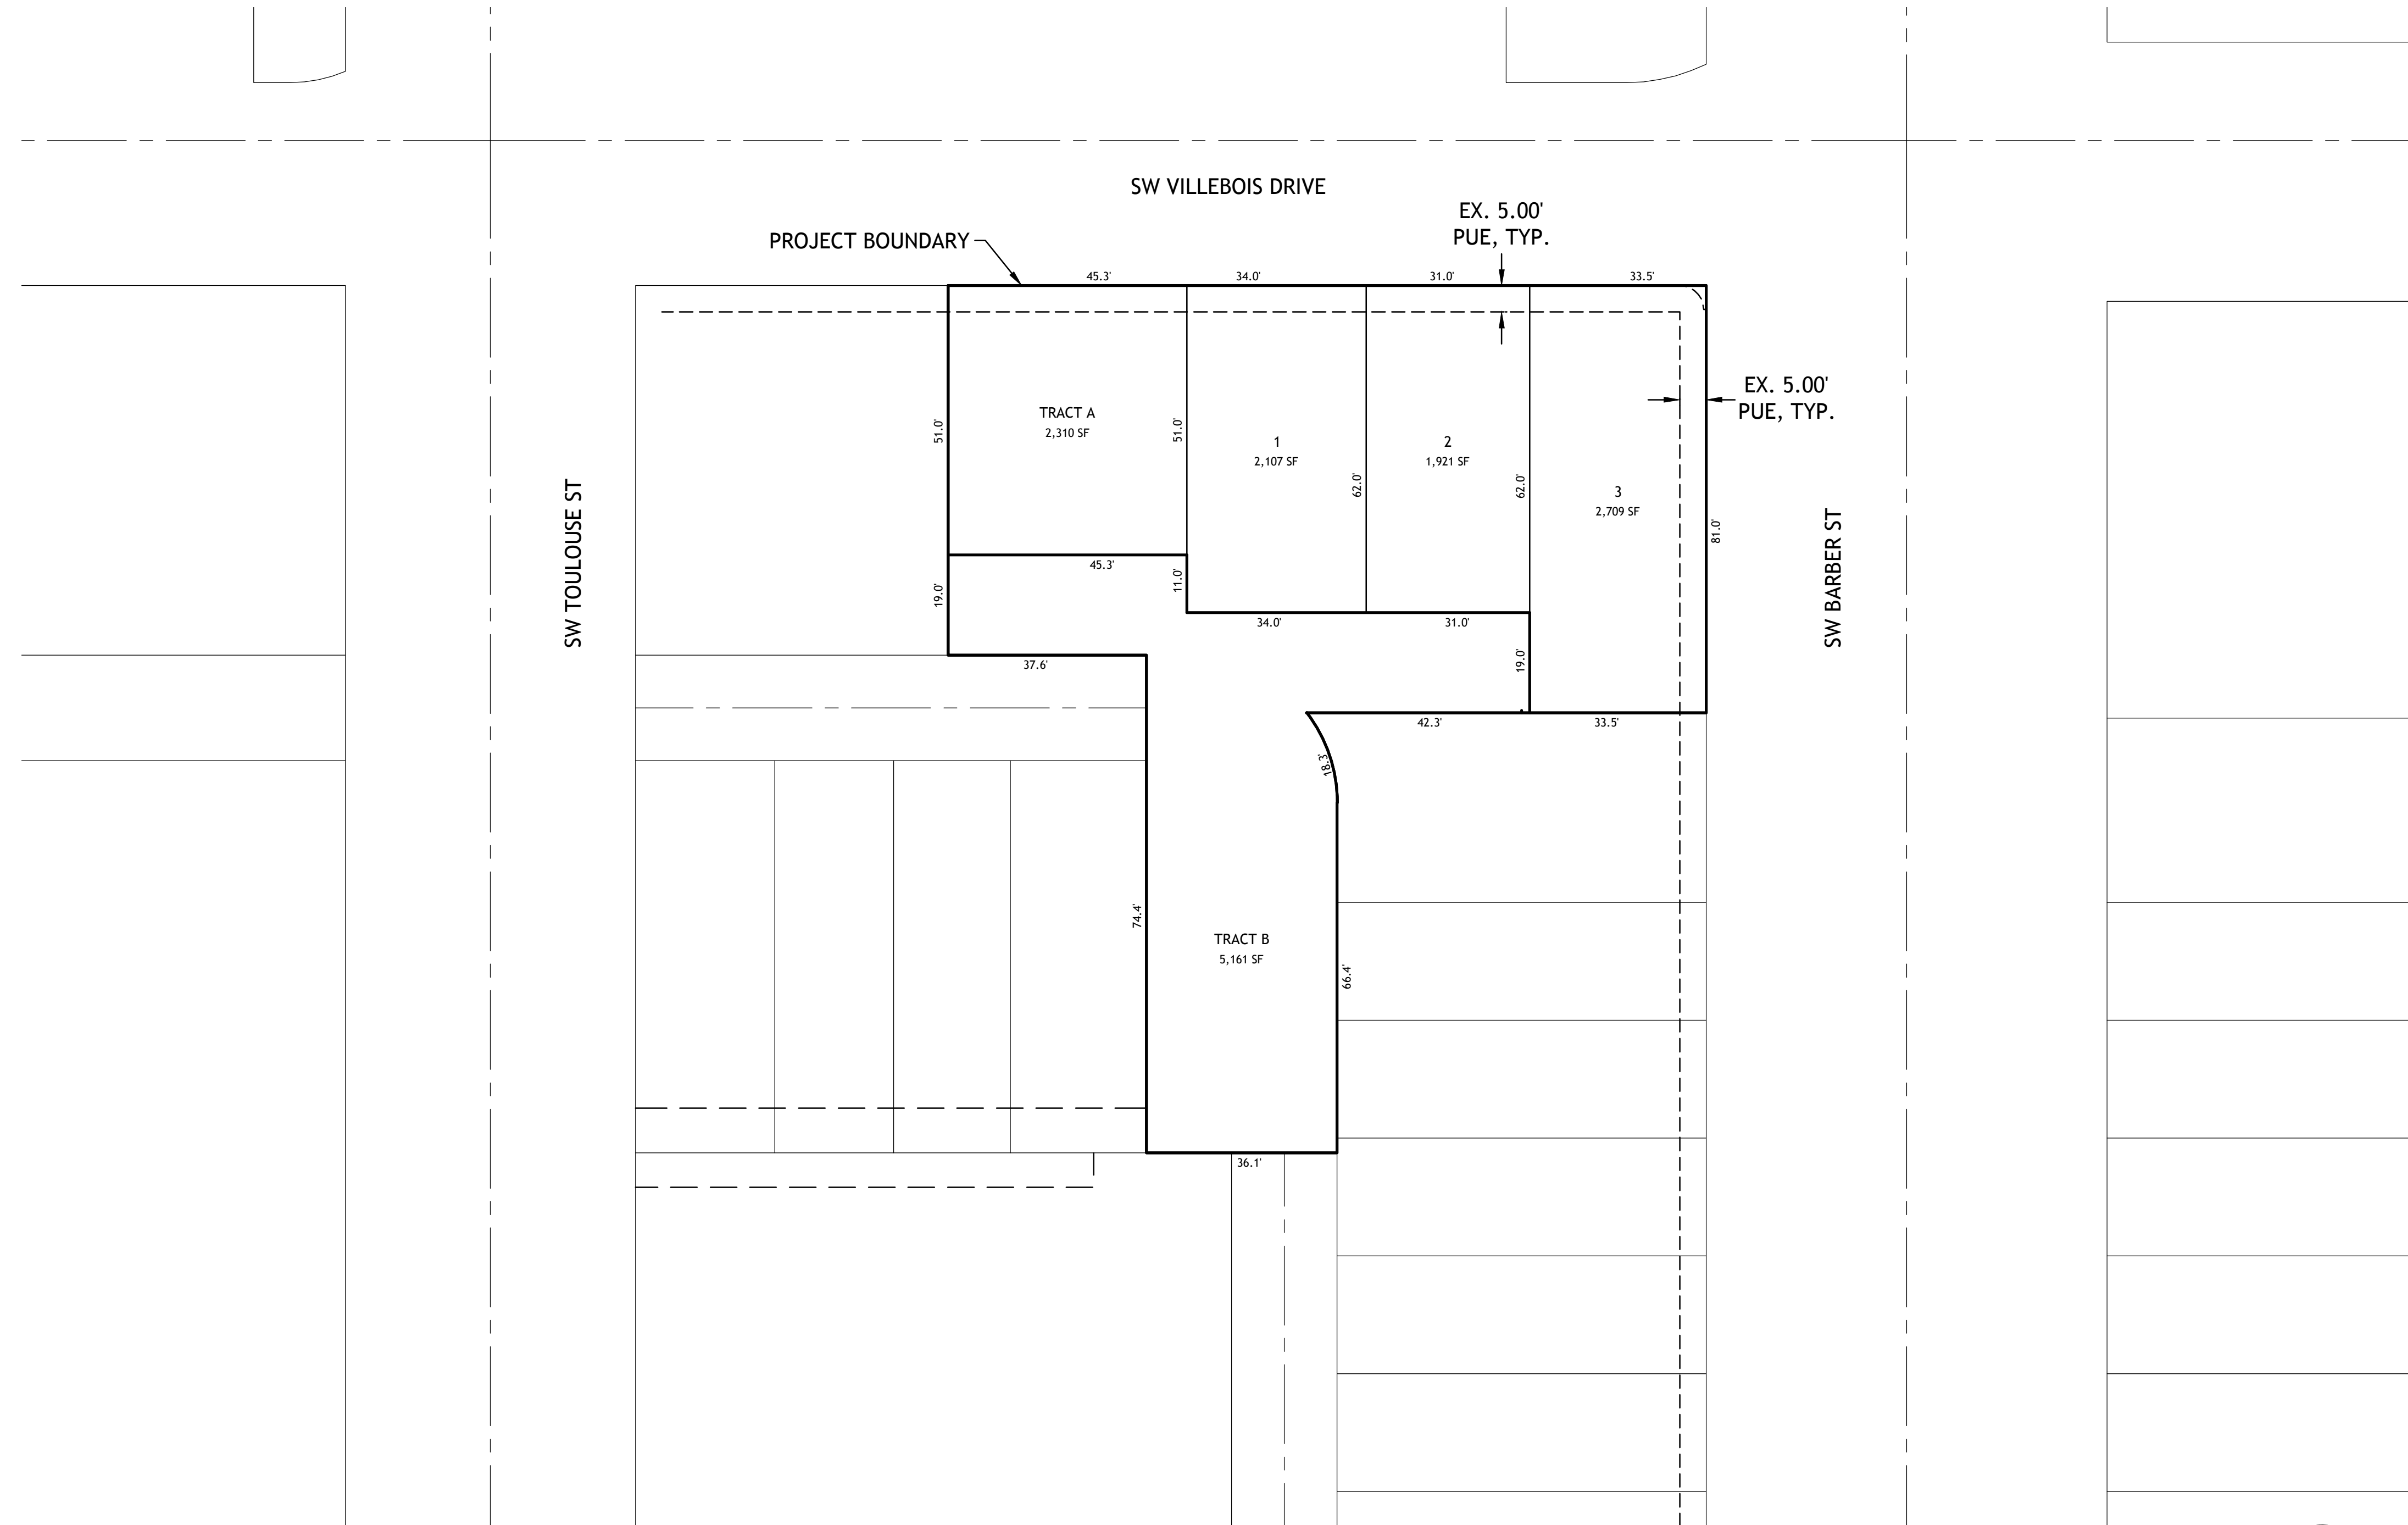 SW VILLEBOIS DRIVE
EX. 5.00'
PUE, TYP.
PROJECT BOUNDARY
45.3'
34.0'
31.0'
33.5'
EX. 5.00'
PUE, TYP.
TRACT A
2,310 SF
51.0'
51.0'
1
2,107 SF
2
1,921 SF
62.0'
62.0'
3
2,709 SF
81.0'
SW TOULOUSE ST
SW BARBER ST
45.3'
11.0'
19.0'
34.0'
31.0'
19.0'
37.6'
42.3'
33.5'
18.3'
74.4'
TRACT B
5,161 SF
66.4'
36.1'